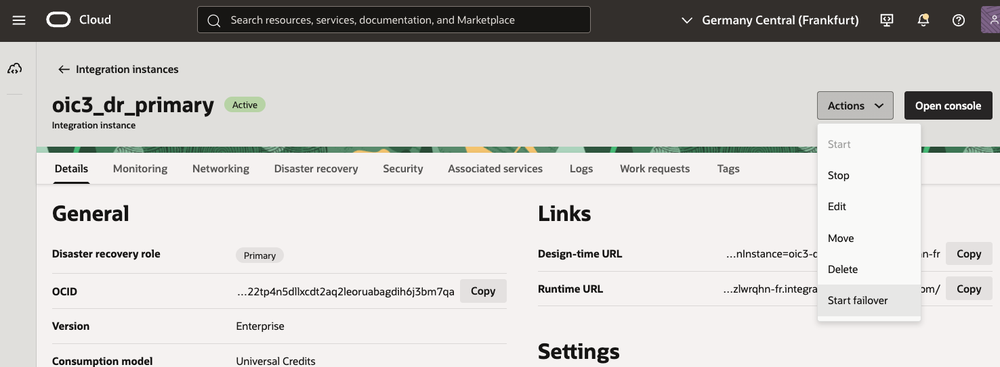 Cloud
Search resources, services, documentation, and Marketplace
Germany Central (Frankfurt)
Integration instances
oic3_dr_primary
Active
Integration instance
Actions
Open console
Start
Stop
Edit
Move
Delete
Start failover
Details
Monitoring
Networking
Disaster recovery
Security
Associated services
Logs
Work requests
Tags
General
Disaster recovery role
Primary
OCID
...22tp4n5dllxcdt2aq2leoruabagdih6j3bm7qa
Copy
Version
Enterprise
Consumption model
Universal Credits
Links
Design-time URL
...nInstance=oic3-
n-fr
Copy
Runtime URL
...zlwrqhn-fr.integra
om/
Copy
Settings